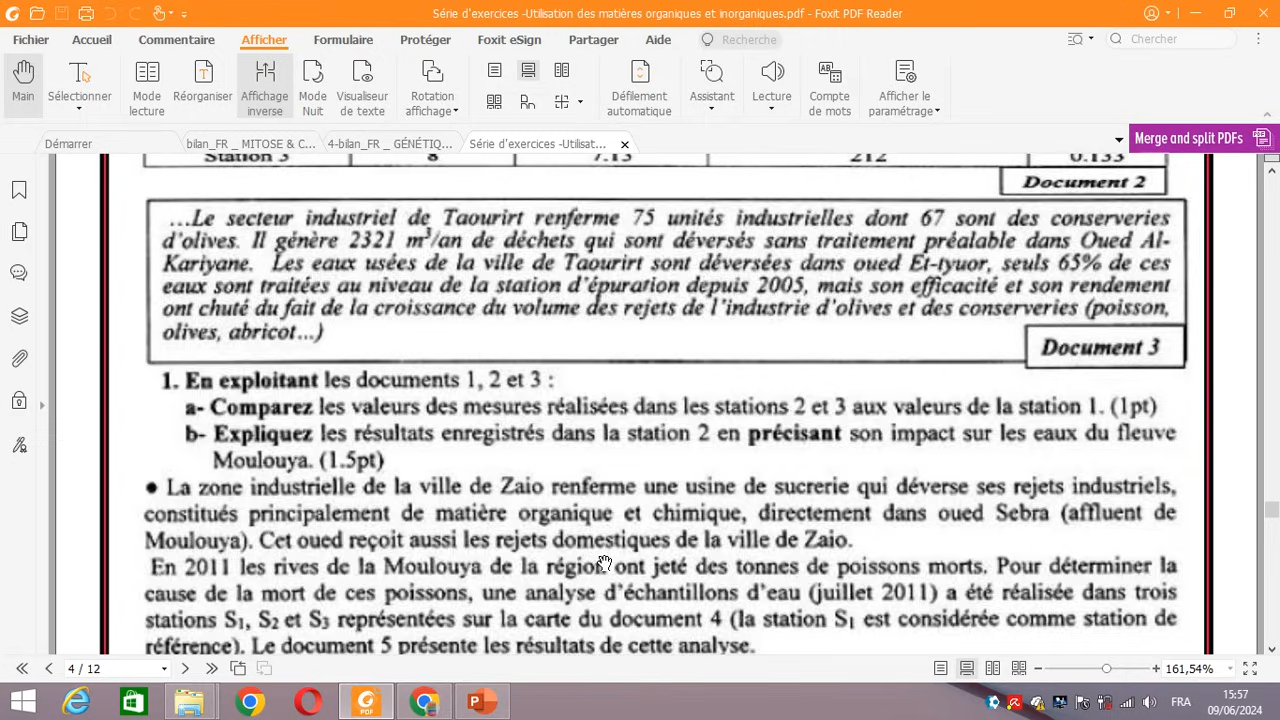 Série d'exercices -Utilisation des matières organiques et inorganiques.pdf - Foxit PDF Reader
Fichier Accueil Commentaire Afficher Formulaire Protéger Foxit eSign Partager Aide Recherche Chercher
Main Sélectionner Mode lecture Réorganiser Affichage inverse Mode Nuit Visualiseur de texte Rotation affichage Défilement automatique Assistant Lecture Compte de mots Afficher le paramétrage
Démarrer bilan_FR _ MITOSE & C... 4-bilan_FR _ GÉNÉTIQ... Série d'exercices -Utilisat... Merge and split PDFs
Station 3 8 7.13 212 0.133
Document 2
...Le secteur industriel de Taourirt renferme 75 unités industrielles dont 67 sont des conserveries
d'olives. Il génère 2321 m³/an de déchets qui sont déversés sans traitement préalable dans Oued Al-
Kariyane. Les eaux usées de la ville de Taourirt sont déversées dans oued Et-tyuor, seuls 65% de ces
eaux sont traitées au niveau de la station d'épuration depuis 2005, mais son efficacité et son rendement
ont chuté du fait de la croissance du volume des rejets de l'industrie d'olives et des conserveries (poisson,
olives, abricot...)
Document 3
1. En exploitant les documents 1, 2 et 3 :
a- Comparez les valeurs des mesures réalisées dans les stations 2 et 3 aux valeurs de la station 1. (1pt)
b- Expliquez les résultats enregistrés dans la station 2 en précisant son impact sur les eaux du fleuve
Moulouya. (1.5pt)
• La zone industrielle de la ville de Zaio renferme une usine de sucrerie qui déverse ses rejets industriels,
constitués principalement de matière organique et chimique, directement dans oued Sebra (affluent de
Moulouya). Cet oued reçoit aussi les rejets domestiques de la ville de Zaio.
En 2011 les rives de la Moulouya de la région ont jeté des tonnes de poissons morts. Pour déterminer la
cause de la mort de ces poissons, une analyse d'échantillons d'eau (juillet 2011) a été réalisée dans trois
stations S₁, S₂ et S₃ représentées sur la carte du document 4 (la station S₁ est considérée comme station de
référence). Le document 5 présente les résultats de cette analyse.
4 / 12 161,54%
FRA 15:57
09/06/2024